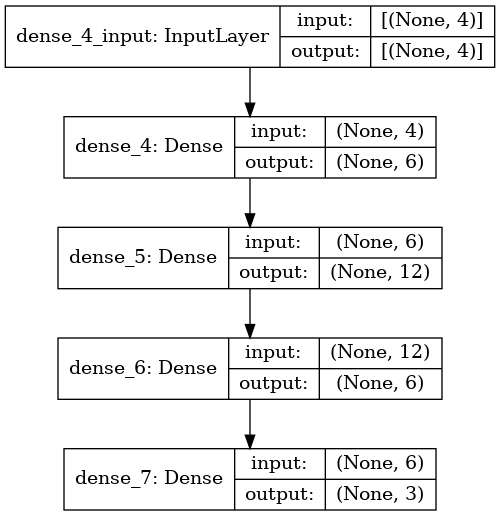 dense_4_input: InputLayer
input: [(None, 4)]
output: [(None, 4)]
dense_4: Dense
input: (None, 4)
output: (None, 6)
dense_5: Dense
input: (None, 6)
output: (None, 12)
dense_6: Dense
input: (None, 12)
output: (None, 6)
dense_7: Dense
input: (None, 6)
output: (None, 3)